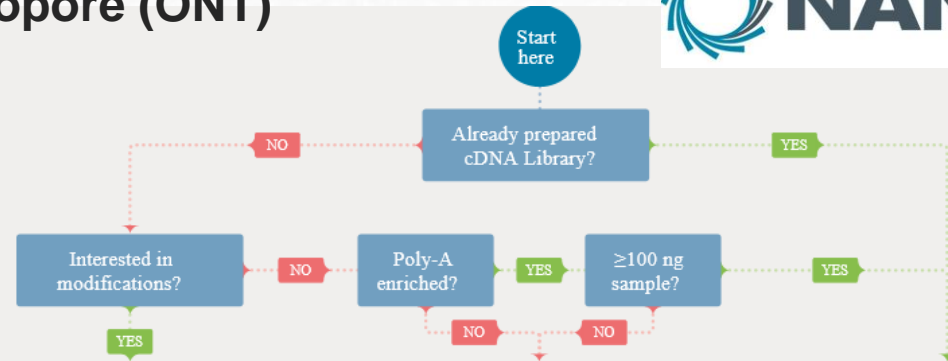 opore (ONT)
NAN
Start
here
Already prepared
cDNA Library?
NO
YES
Interested in
modifications?
NO
Poly-A
enriched?
YES
≥100 ng
sample?
YES
YES
NO
NO